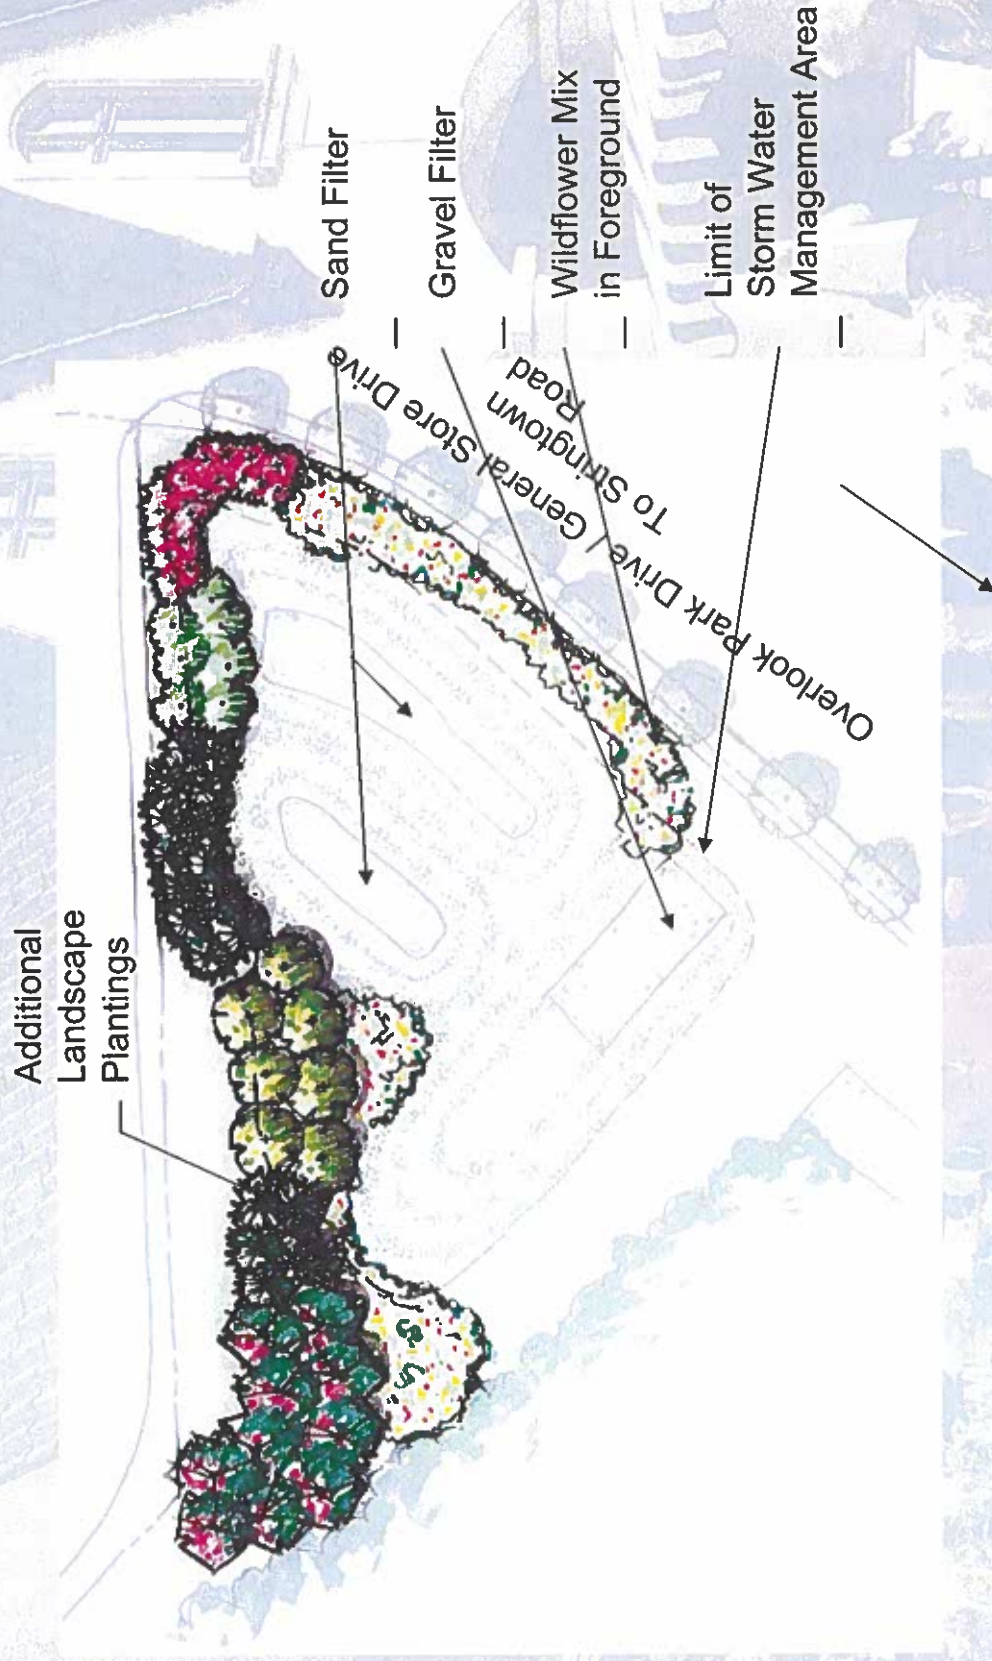 Additional
Landscape
Plantings
Sand Filter
Gravel Filter
Wildflower Mix
in Foreground
Limit of
Storm Water
Management Area
Overlook Park Drive / General Store Drive
To Stringtown
Road